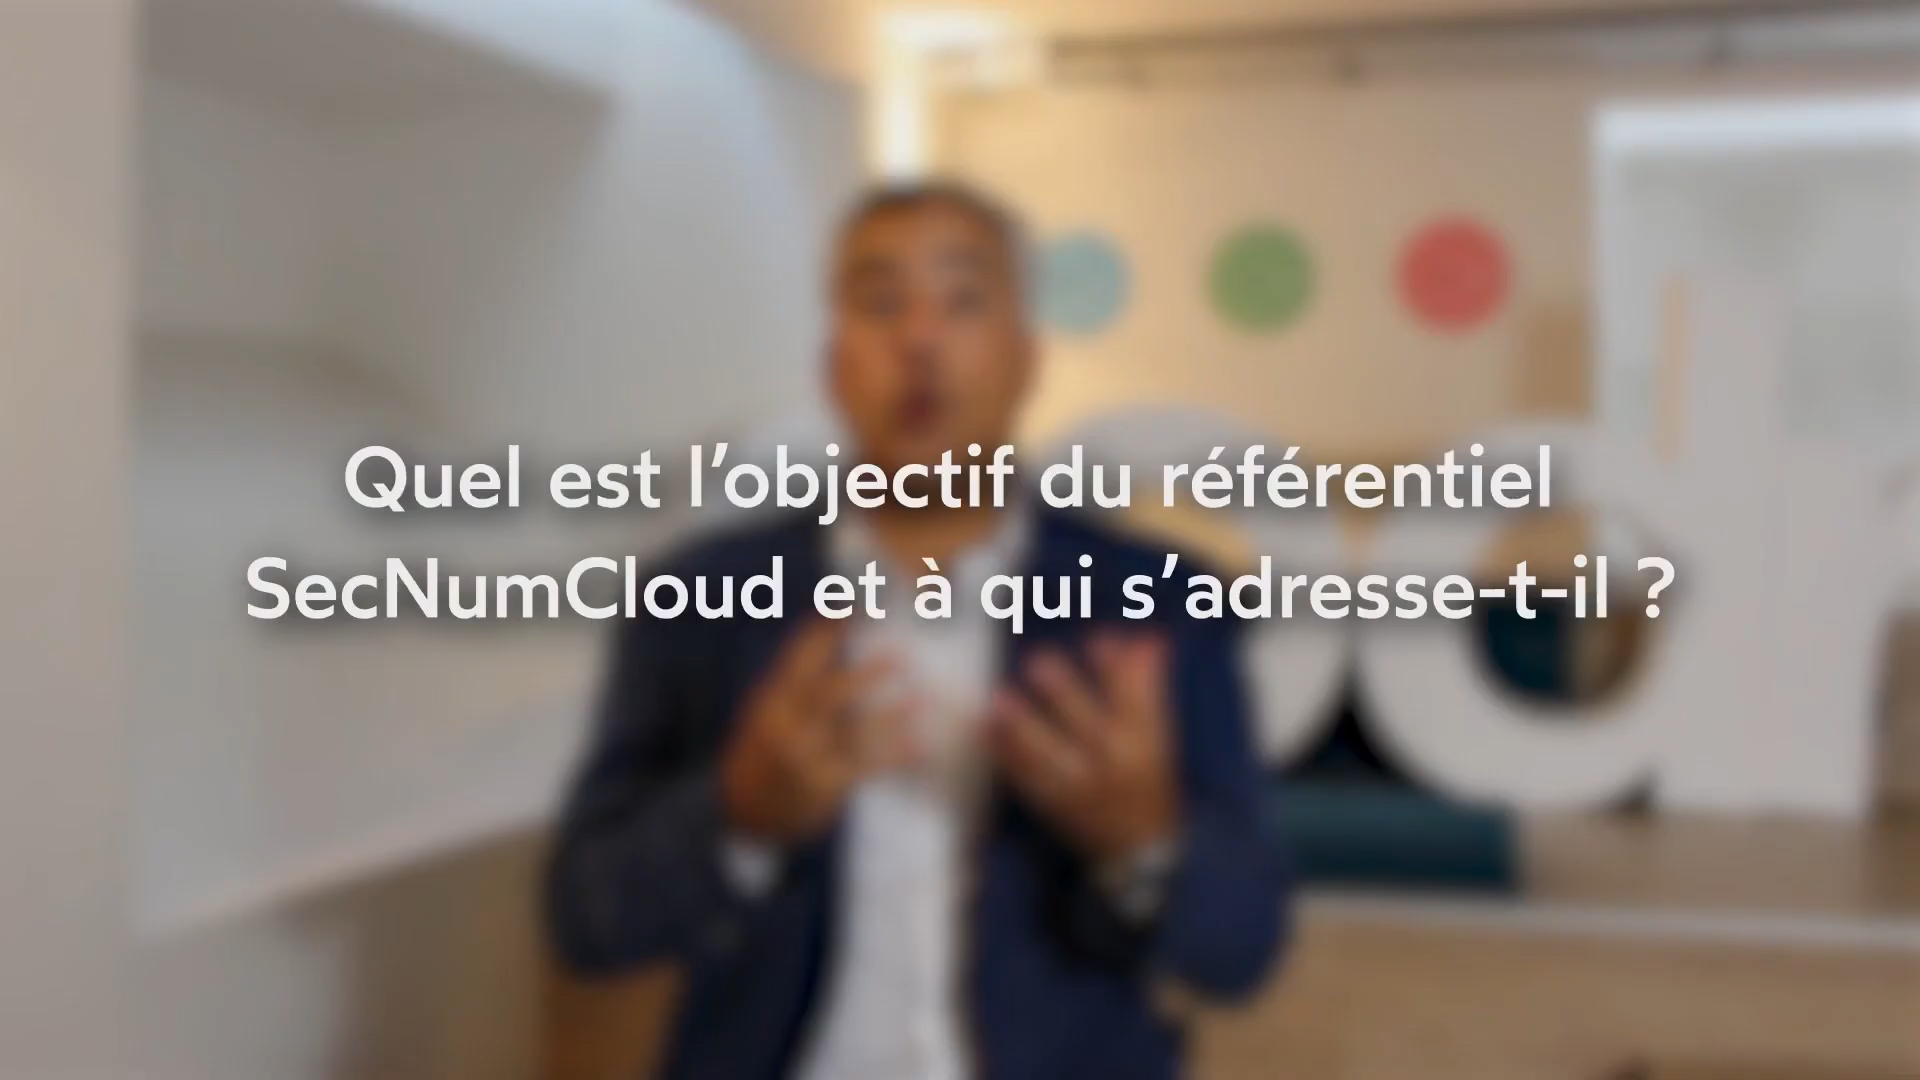 Quel est l’objectif du référentiel
SecNumCloud et à qui s’adresse-t-il ?